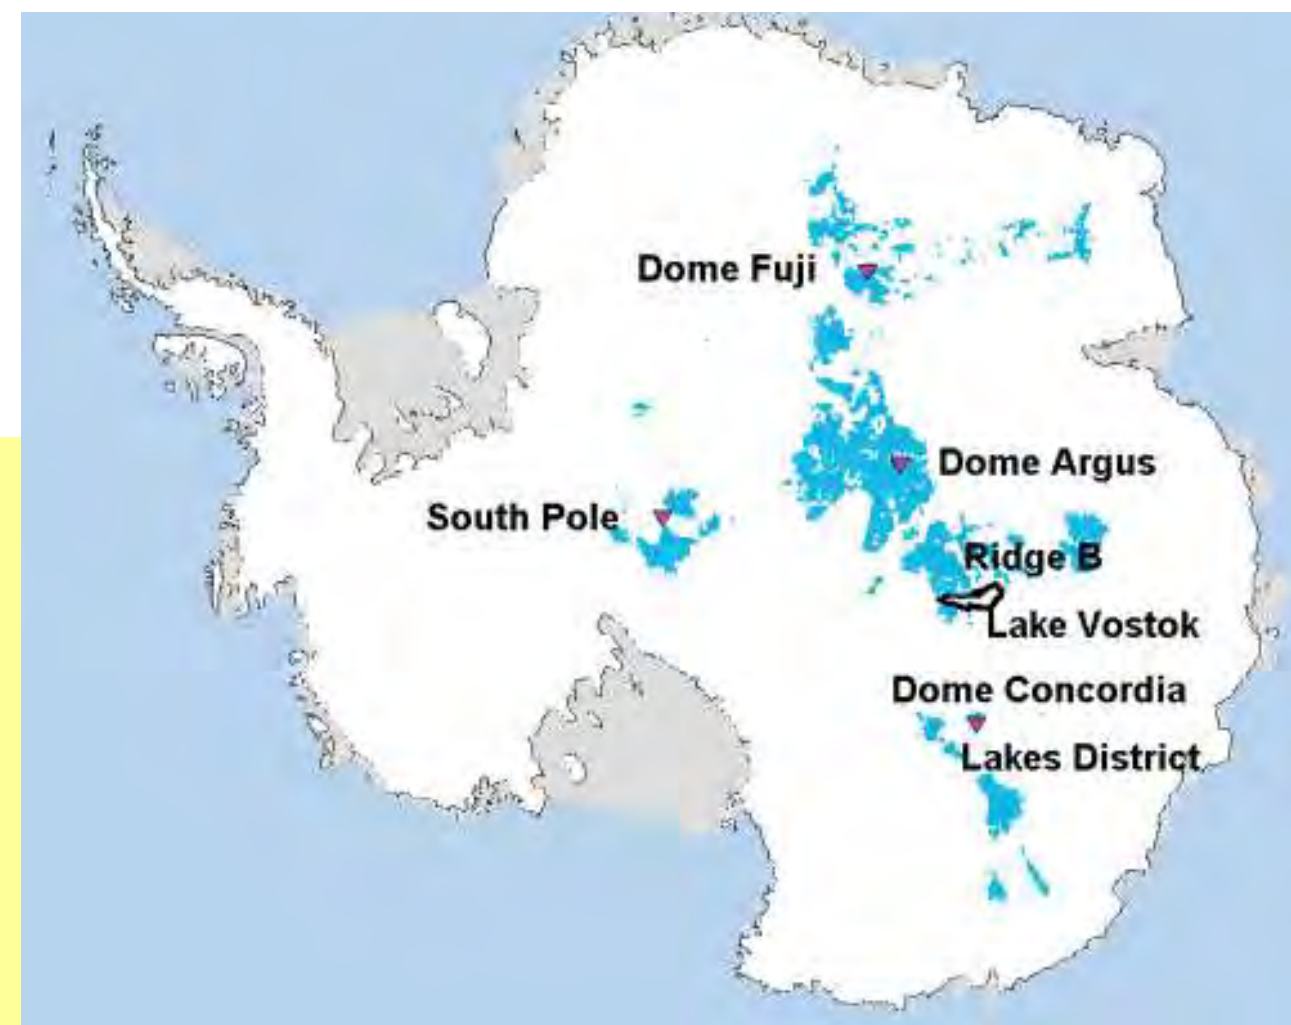 Dome Fuji
Dome Argus
South Pole
Ridge B
Lake Vostok
Dome Concordia
Lakes District